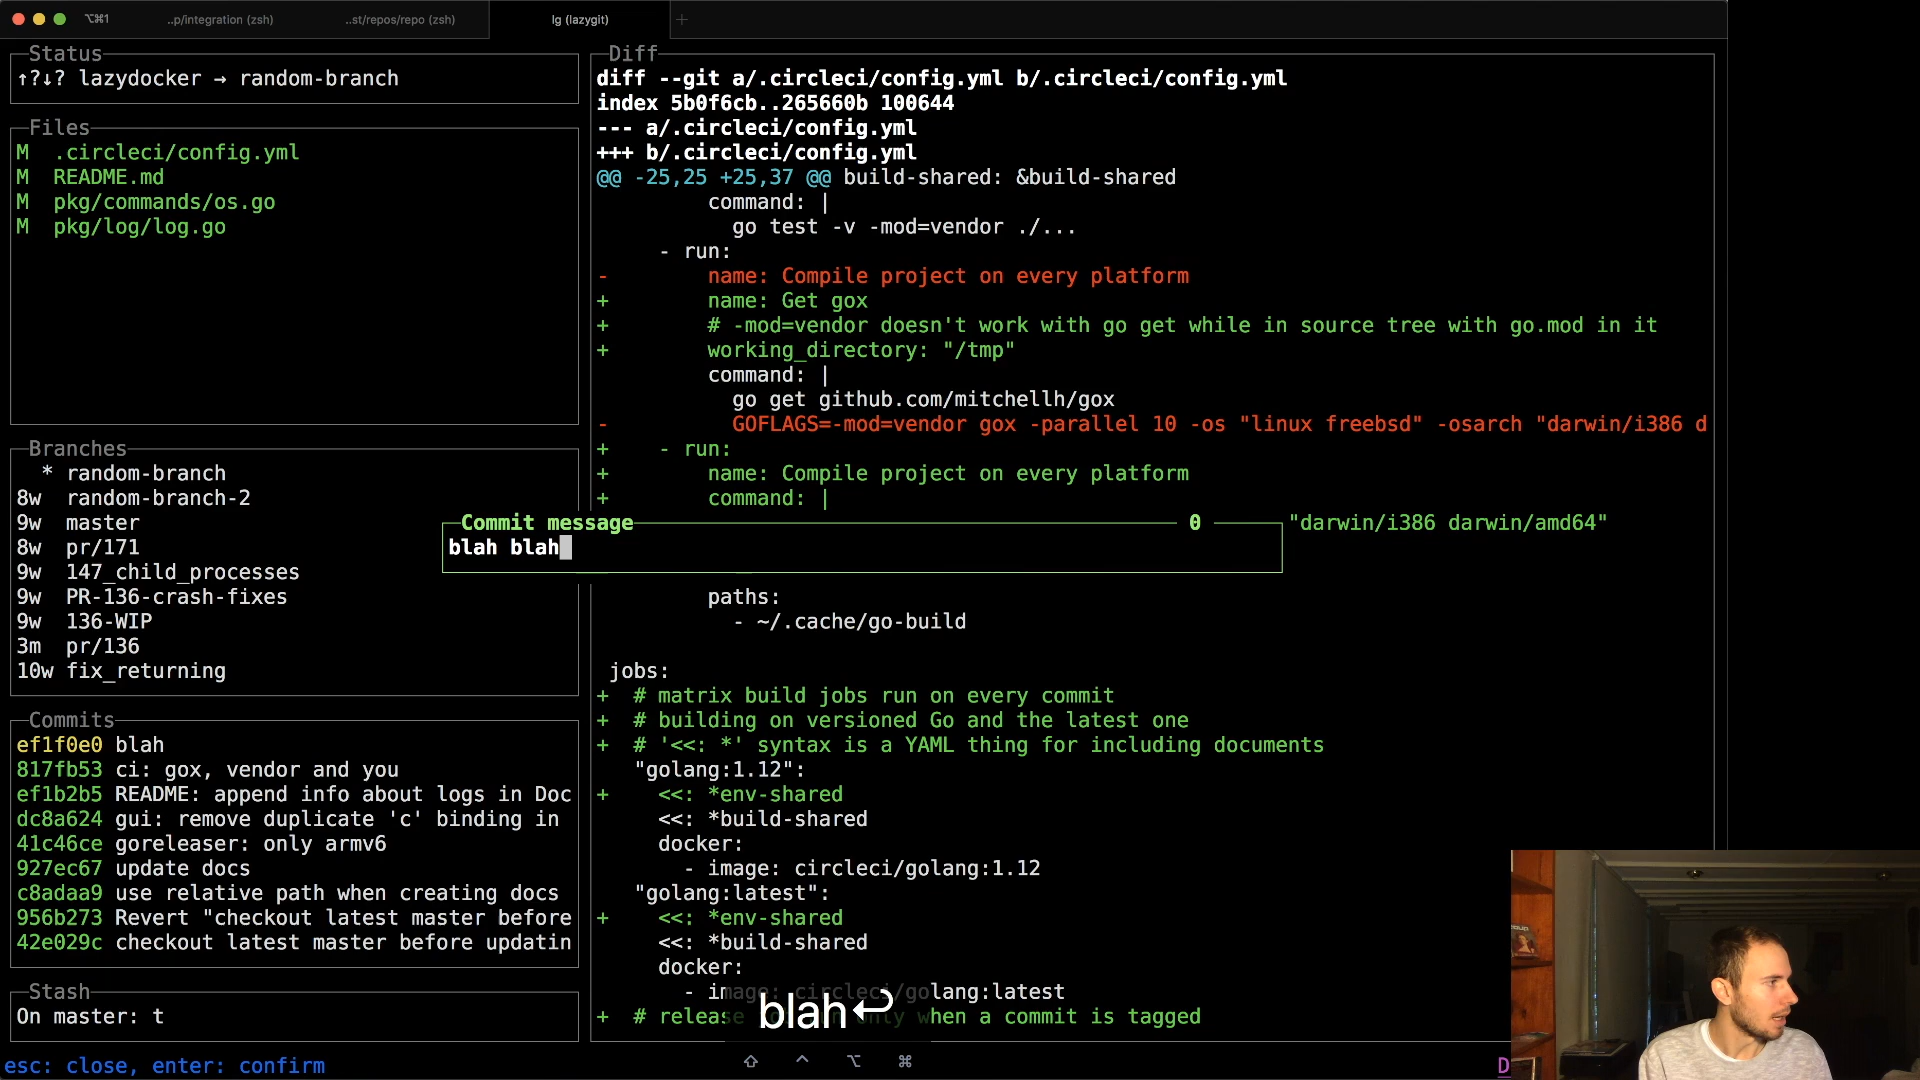 ⌥⌘1
..p/integration (zsh)
..st/repos/repo (zsh)
lg (lazygit)
+
Status
↑?↓? lazydocker → random-branch
Files
M .circleci/config.yml
M README.md
M pkg/commands/os.go
M pkg/log/log.go
Branches
* random-branch
8w random-branch-2
9w master
8w pr/171
9w 147_child_processes
9w PR-136-crash-fixes
9w 136-WIP
3m pr/136
10w fix_returning
Commits
ef1f0e0 blah
817fb53 ci: gox, vendor and you
ef1b2b5 README: append info about logs in Doc
dc8a624 gui: remove duplicate 'c' binding in
41c46ce goreleaser: only armv6
927ec67 update docs
c8adaa9 use relative path when creating docs
956b273 Revert "checkout latest master before
42e029c checkout latest master before updatin
Stash
On master: t
Diff
diff --git a/.circleci/config.yml b/.circleci/config.yml
index 5b0f6cb..265660b 100644
--- a/.circleci/config.yml
+++ b/.circleci/config.yml
@@ -25,25 +25,37 @@ build-shared: &build-shared
command: |
go test -v -mod=vendor ./...
- run:
- name: Compile project on every platform
+ name: Get gox
+ # -mod=vendor doesn't work with go get while in source tree with go.mod in it
+ working_directory: "/tmp"
command: |
go get github.com/mitchellh/gox
- GOFLAGS=-mod=vendor gox -parallel 10 -os "linux freebsd" -osarch "darwin/i386 d
+ - run:
+ name: Compile project on every platform
+ command: |
"darwin/i386 darwin/amd64"
Commit message 0
blah blah
paths:
- ~/.cache/go-build
jobs:
+ # matrix build jobs run on every commit
+ # building on versioned Go and the latest one
+ # '<<: *' syntax is a YAML thing for including documents
"golang:1.12":
+ <<: *env-shared
<<: *build-shared
docker:
- image: circleci/golang:1.12
"golang:latest":
+ <<: *env-shared
<<: *build-shared
docker:
- image: circleci/golang:latest
+ # release only when a commit is tagged
blah↩
⇧ ^ ⌥ ⌘
esc: close, enter: confirm
D